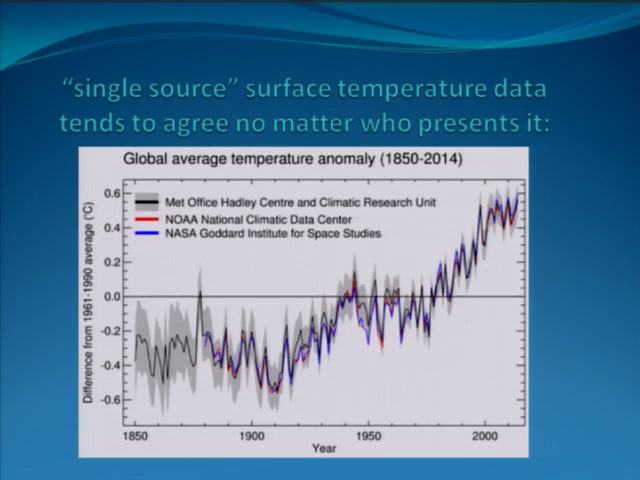 “single source” surface temperature data
tends to agree no matter who presents it:
Global average temperature anomaly (1850-2014)
Met Office Hadley Centre and Climatic Research Unit
NOAA National Climatic Data Center
NASA Goddard Institute for Space Studies
Difference from 1961-1990 average (°C)
0.6
0.4
0.2
0.0
-0.2
-0.4
-0.6
1850 1900 1950 2000
Year